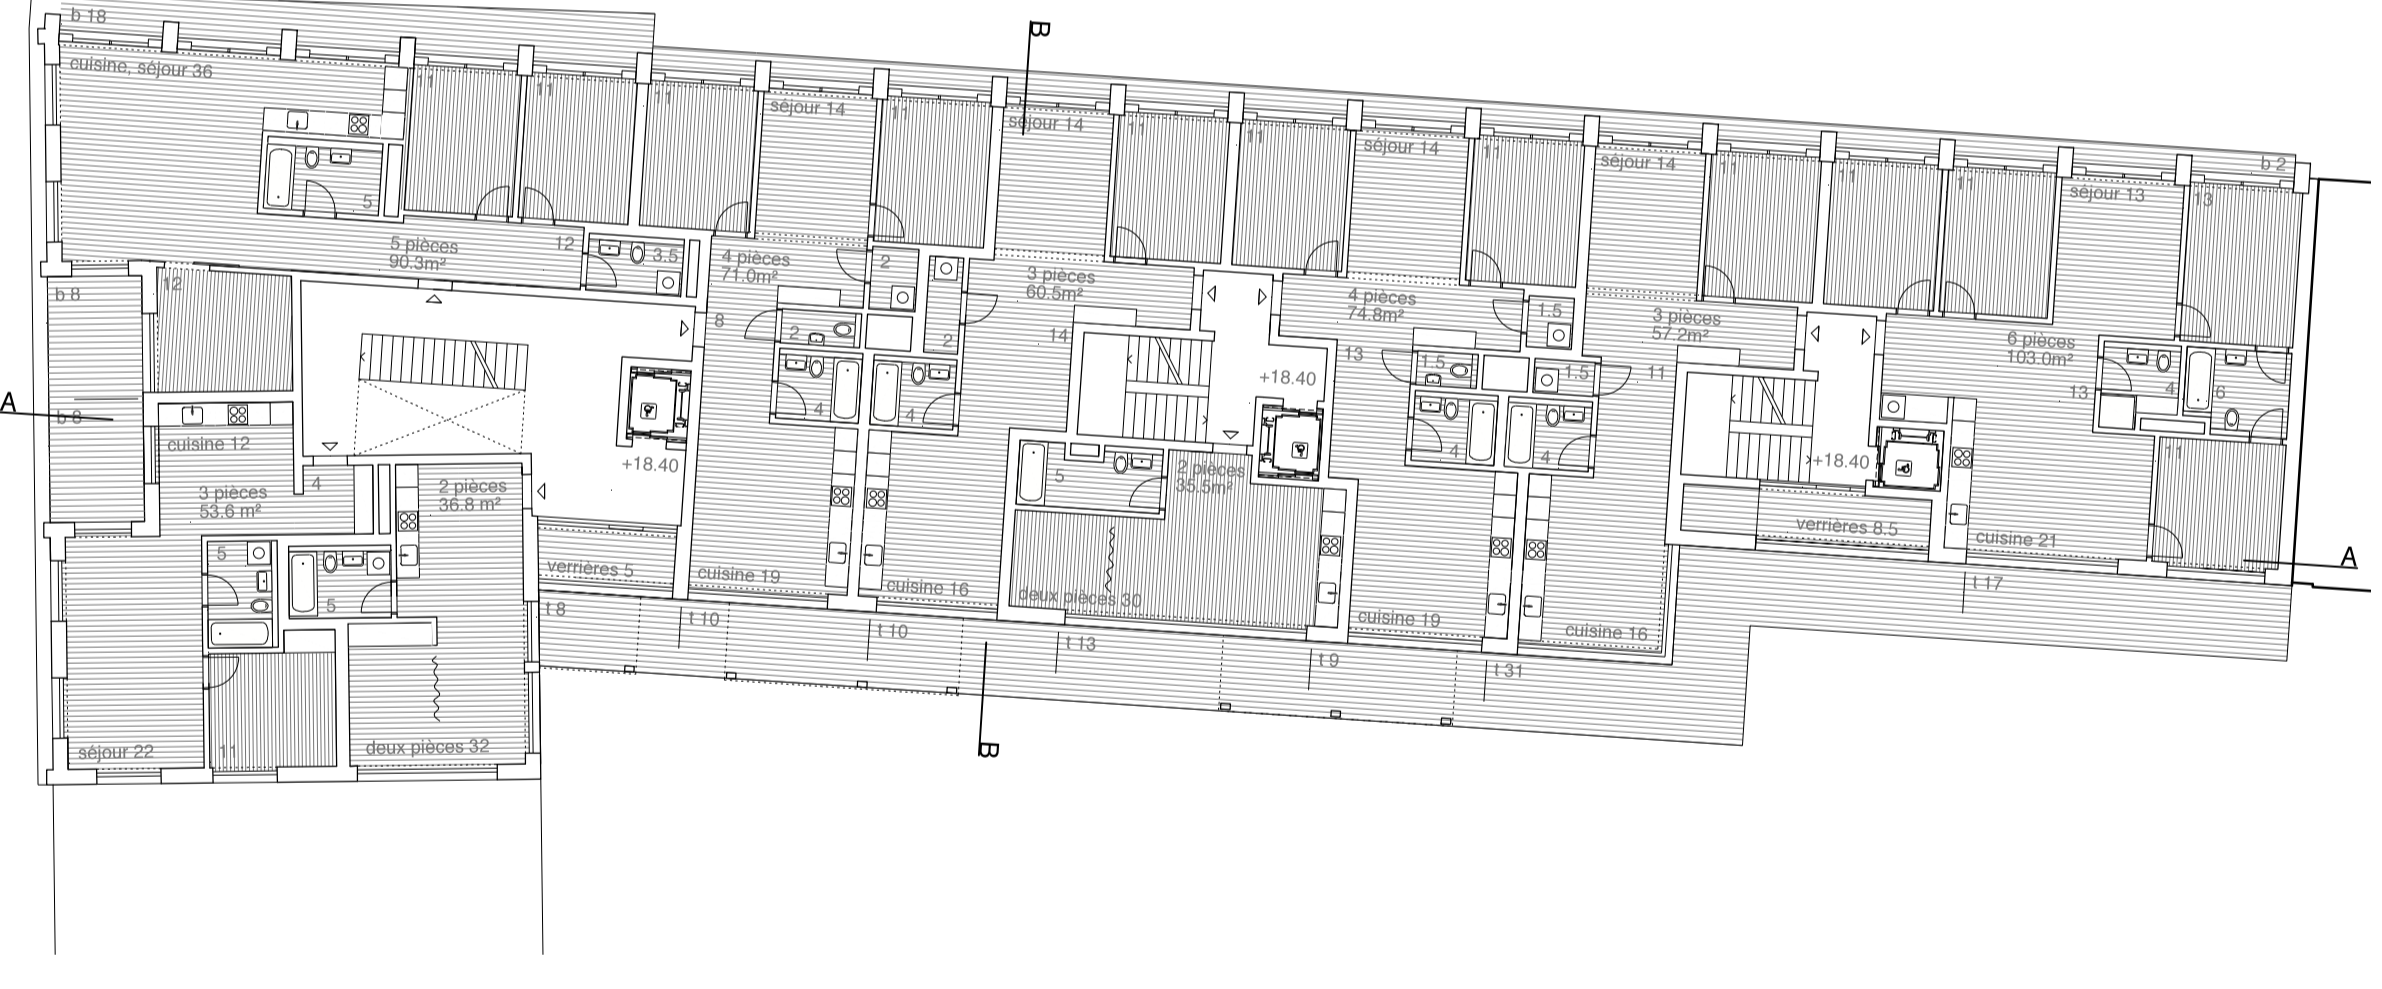 b 18
B
cuisine, séjour 36
11
11
11
séjour 14
11
séjour 14
11
11
séjour 14
11
séjour 14
11
11
11
séjour 13
13
b 2
5
5 pièces
90.3m²
12
3.5
4 pièces
71.0m²
2
3 pièces
60.5m²
4 pièces
74.8m²
1.5
3 pièces
57.2m²
6 pièces
103.0m²
b 8
12
8
2
2
14
13
1.5
1.5
11
13
4
6
A
b 8
+18.40
4
4
4
4
cuisine 12
+18.40
5
2 pièces
35.5m²
+18.40
11
3 pièces
53.6 m²
4
2 pièces
36.8 m²
5
5
verrières 5
cuisine 19
cuisine 16
deux pièces 30
cuisine 19
cuisine 16
verrières 8.5
cuisine 21
A
t 8
t 10
t 10
t 13
t 9
t 31
t 17
séjour 22
11
deux pièces 32
B